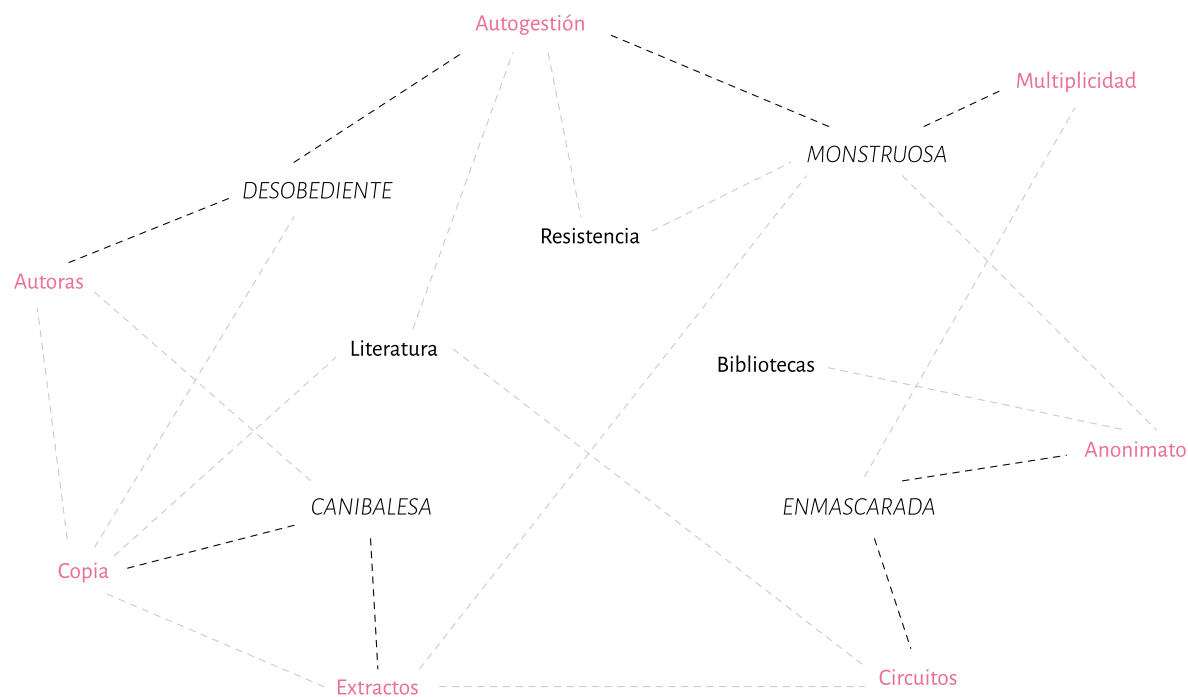 Autogestión
Multiplicidad
MONSTRUOSA
DESOBEDIENTE
Resistencia
Autoras
Literatura
Bibliotecas
Anonimato
CANIBALESA
ENMASCARADA
Copia
Circuitos
Extractos